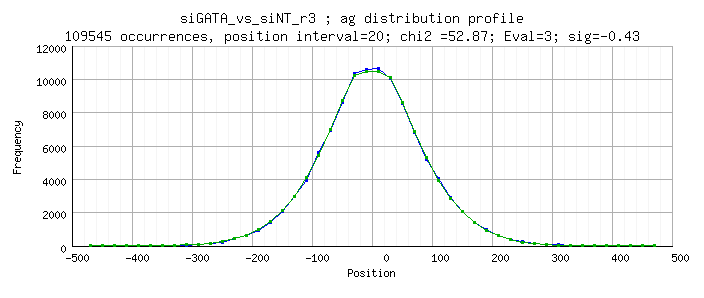 siGATA_vs_siNT_r3 ; ag distribution profile
109545 occurrences, position interval=20; chi2 =52.87; Eval=3; sig=-0.43
12000
10000
8000
6000
4000
2000
0
Frequency
-500 -400 -300 -200 -100 0 100 200 300 400 500
Position